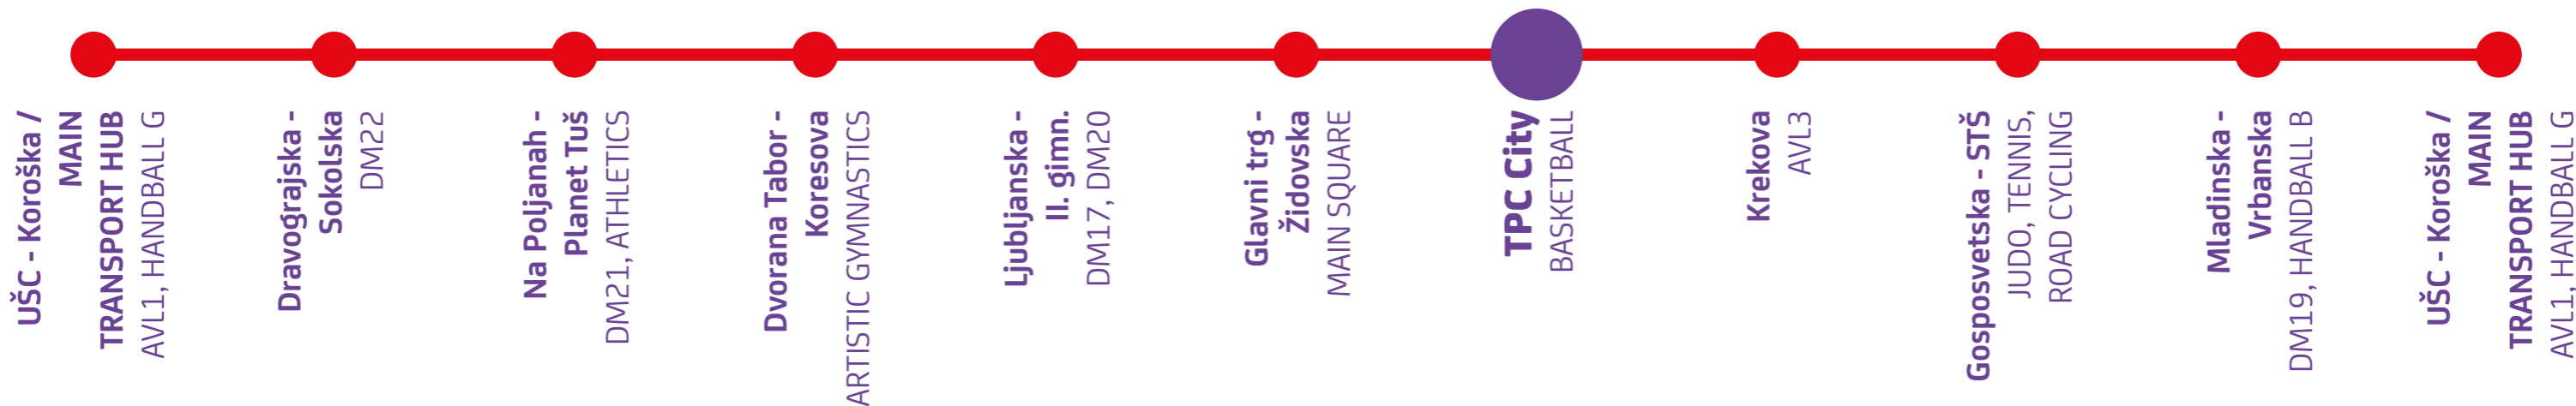 UŠC - Koroška /
MAIN
TRANSPORT HUB
AVL1, HANDBALL G
Dravograjska -
Sokolska
DM22
Na Poljanah -
Planet Tuš
DM21, ATHLETICS
Dvorana Tabor -
Koresova
ARTISTIC GYMNASTICS
Ljubljanska -
II. gimn.
DM17, DM20
Glavni trg -
Židovska
MAIN SQUARE
TPC City
BASKETBALL
Krekova
AVL3
Gosposvetska - STŠ
JUDO, TENNIS,
ROAD CYCLING
Mladinska -
Vrbanska
DM19, HANDBALL B
UŠC - Koroška /
MAIN
TRANSPORT HUB
AVL1, HANDBALL G